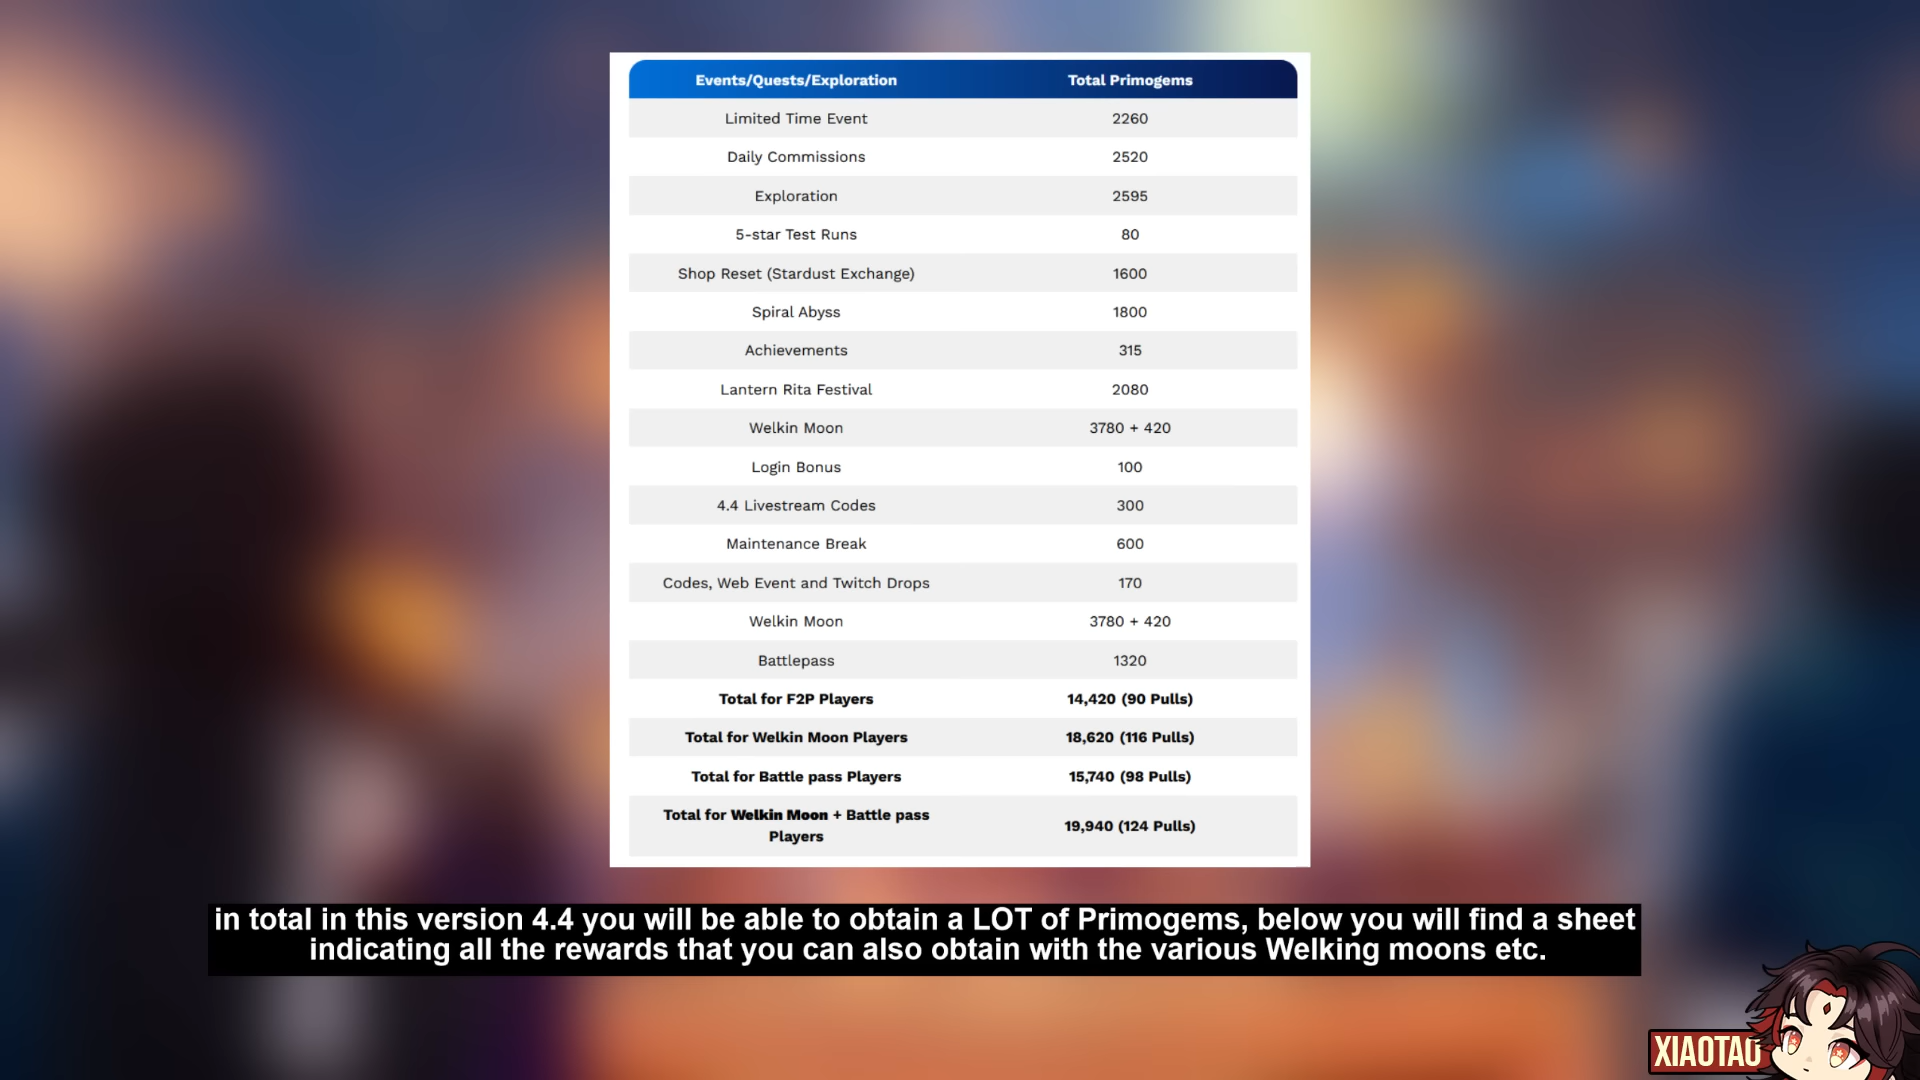 Events/Quests/Exploration Total Primogems
Limited Time Event 2260
Daily Commissions 2520
Exploration 2595
5-star Test Runs 80
Shop Reset (Stardust Exchange) 1600
Spiral Abyss 1800
Achievements 315
Lantern Rita Festival 2080
Welkin Moon 3780 + 420
Login Bonus 100
4.4 Livestream Codes 300
Maintenance Break 600
Codes, Web Event and Twitch Drops 170
Welkin Moon 3780 + 420
Battlepass 1320
Total for F2P Players 14,420 (90 Pulls)
Total for Welkin Moon Players 18,620 (116 Pulls)
Total for Battle pass Players 15,740 (98 Pulls)
Total for Welkin Moon + Battle pass
Players 19,940 (124 Pulls)
in total in this version 4.4 you will be able to obtain a LOT of Primogems, below you will find a sheet
indicating all the rewards that you can also obtain with the various Welking moons etc.
XIAOTAO